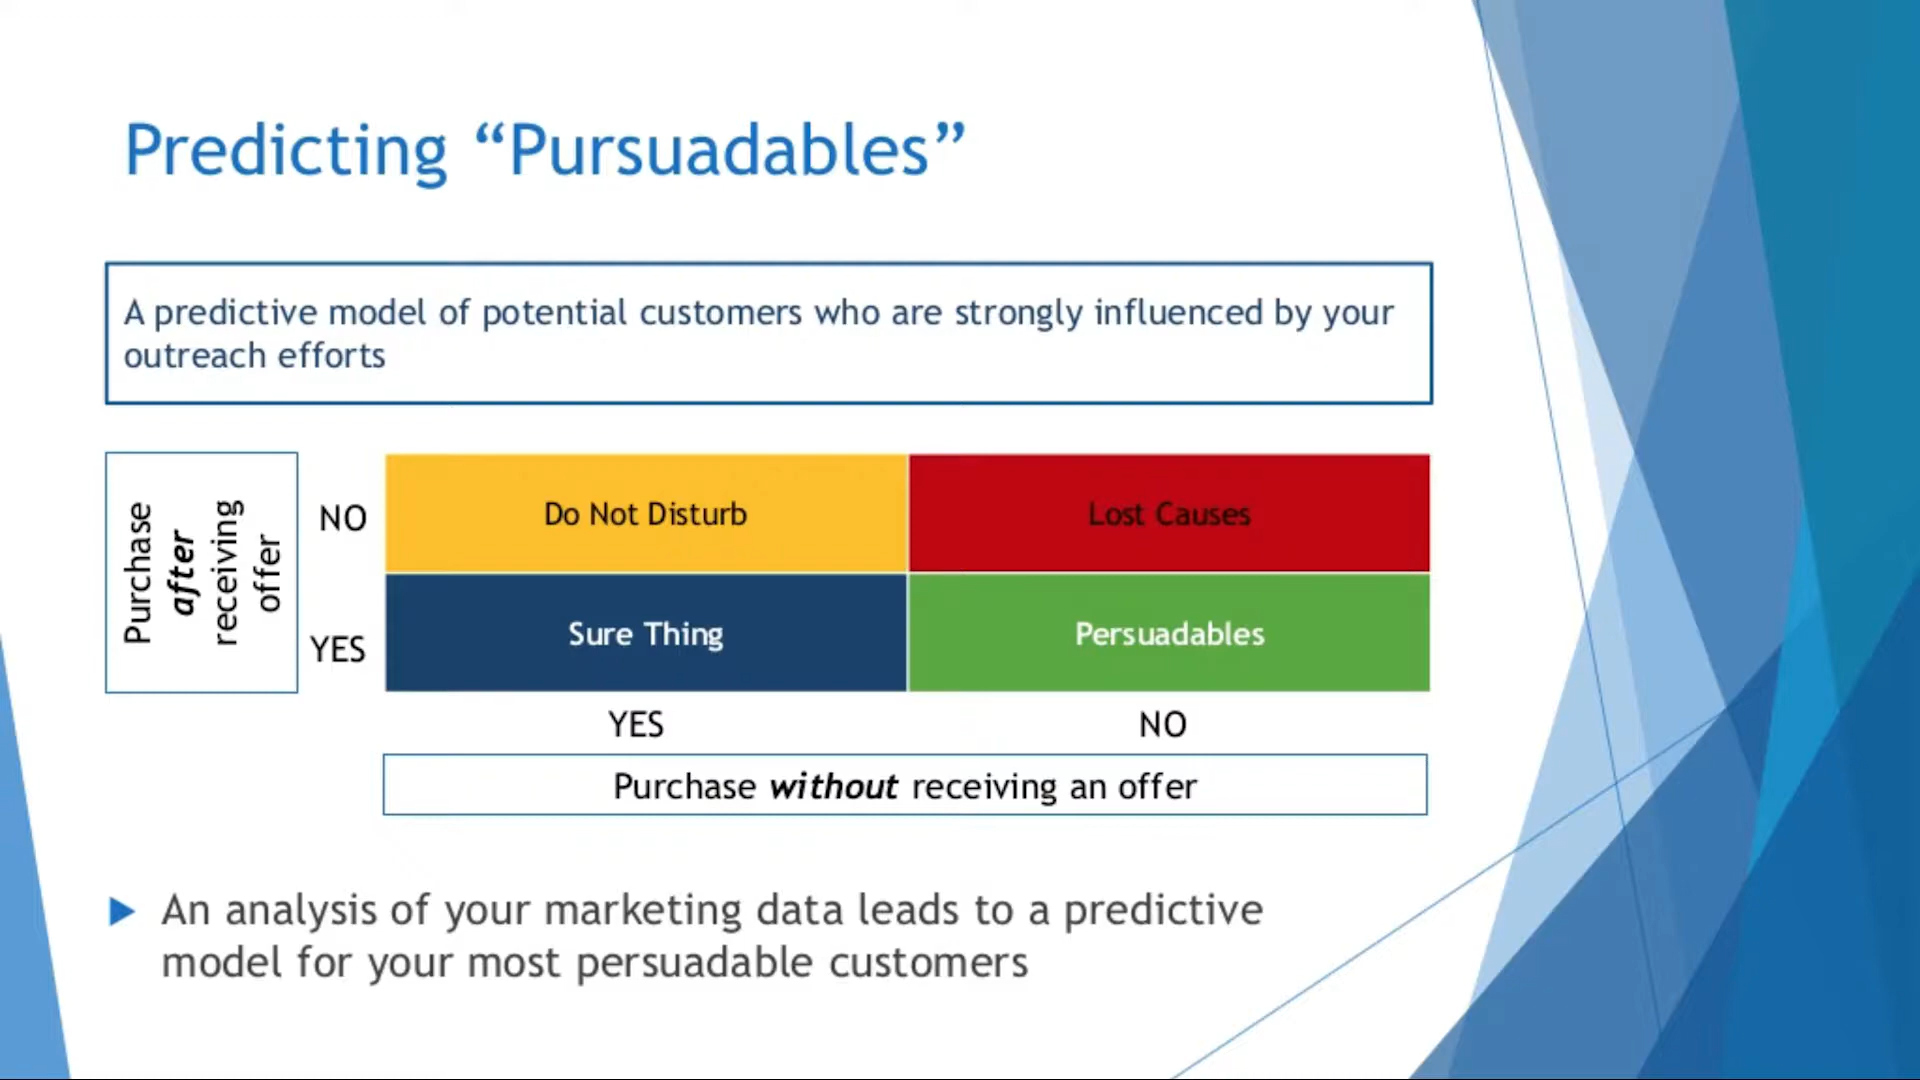 Predicting “Pursuadables”
A predictive model of potential customers who are strongly influenced by your
outreach efforts
Purchase
after
receiving
offer
NO
Do Not Disturb
Lost Causes
YES
Sure Thing
Persuadables
YES
NO
Purchase without receiving an offer
An analysis of your marketing data leads to a predictive
model for your most persuadable customers